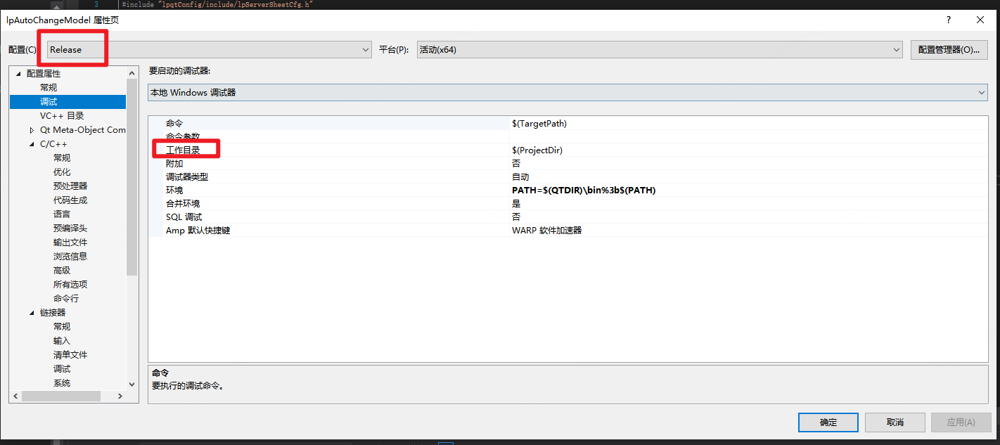 3 #include "lpqtConfig/include/lpServerSheetCfg.h"
lpAutoChangeModel 属性页 ?
配置(C): Release 平台(P): 活动(x64) 配置管理器(O)...
配置属性
常规
调试
VC++ 目录
Qt Meta-Object Com
C/C++
常规
优化
预处理器
代码生成
语言
预编译头
输出文件
浏览信息
高级
所有选项
命令行
链接器
常规
输入
清单文件
调试
系统
要启动的调试器:
本地 Windows 调试器
命令 $(TargetPath)
命令参数
工作目录 $(ProjectDir)
附加 否
调试器类型 自动
环境 PATH=$(QTDIR)\bin%3b$(PATH)
合并环境 是
SQL 调试 否
Amp 默认快捷键 WARP 软件加速器
命令
要执行的调试命令。
确定 取消 应用(A)